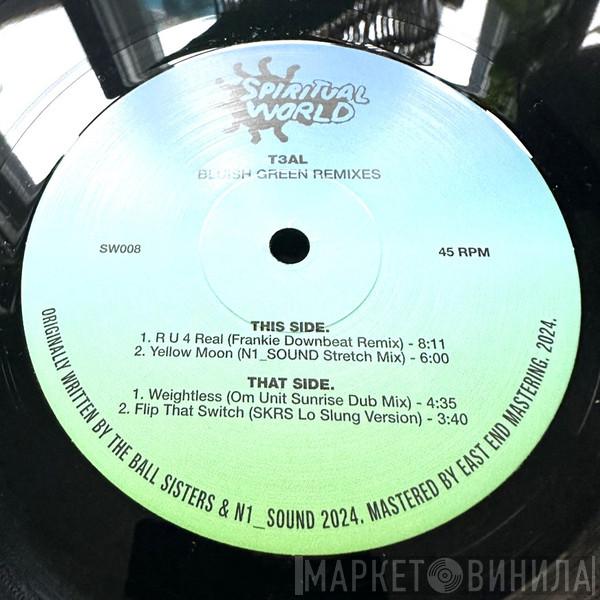 SPIRITUAL
WORLD
T3AL
BLUISH GREEN REMIXES
SW008
45 RPM
THIS SIDE.
1. R U 4 Real (Frankie Downbeat Remix) - 8:11
2. Yellow Moon (N1_SOUND Stretch Mix) - 6:00
THAT SIDE.
1. Weightless (Om Unit Sunrise Dub Mix) - 4:35
2. Flip That Switch (SKRS Lo Slung Version) - 3:40
ORIGINALLY WRITTEN BY THE BALL SISTERS & N1_SOUND 2024. MASTERED BY EAST END MASTERING. 2024.
МАРКЕТ ВИНИЛА